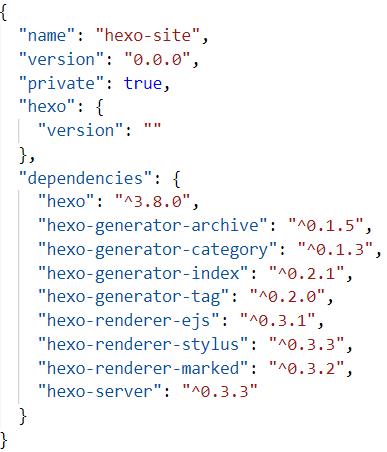 {
  "name": "hexo-site",
  "version": "0.0.0",
  "private": true,
  "hexo": {
    "version": ""
  },
  "dependencies": {
    "hexo": "^3.8.0",
    "hexo-generator-archive": "^0.1.5",
    "hexo-generator-category": "^0.1.3",
    "hexo-generator-index": "^0.2.1",
    "hexo-generator-tag": "^0.2.0",
    "hexo-renderer-ejs": "^0.3.1",
    "hexo-renderer-stylus": "^0.3.3",
    "hexo-renderer-marked": "^0.3.2",
    "hexo-server": "^0.3.3"
  }
}